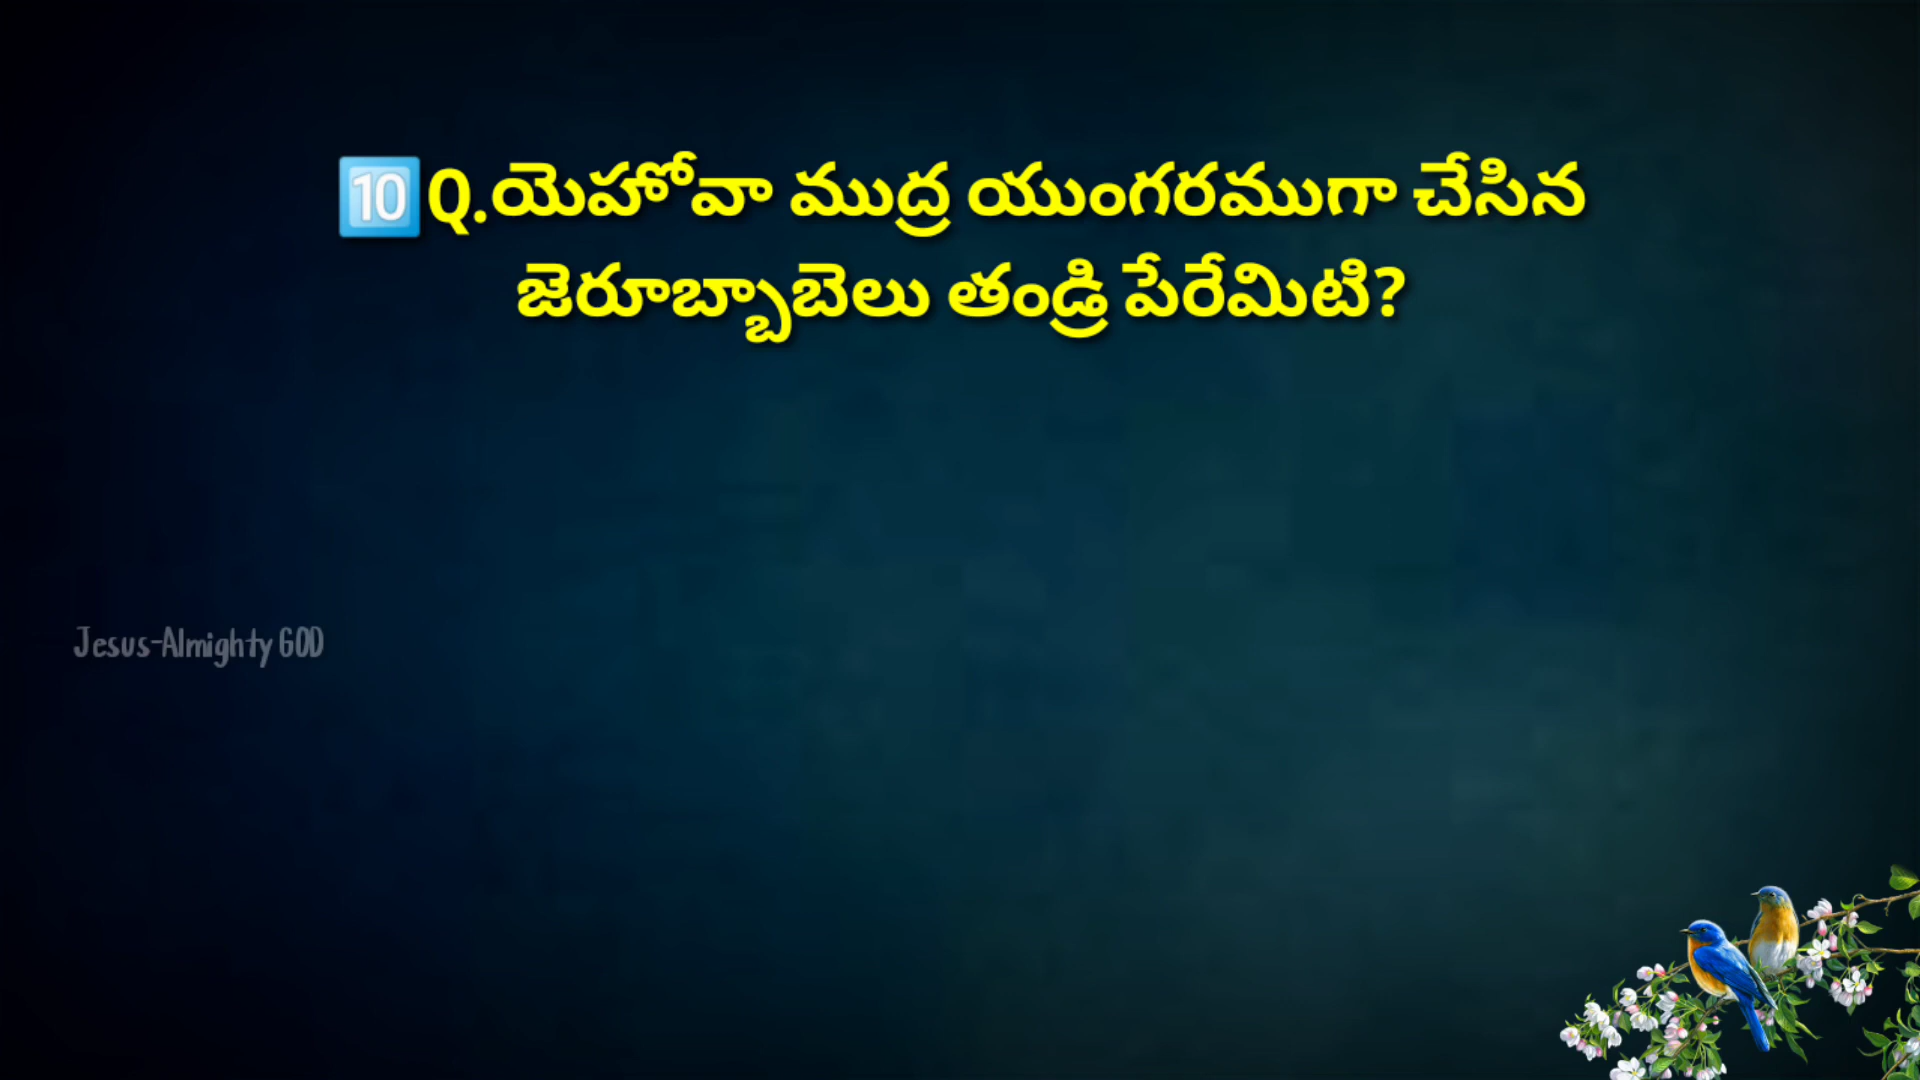 🔟Q.యెహోవా ముద్ర యుంగరముగా చేసిన
జెరూబ్బాబెలు తండ్రి పేరేమిటి?
Jesus-Almighty GOD